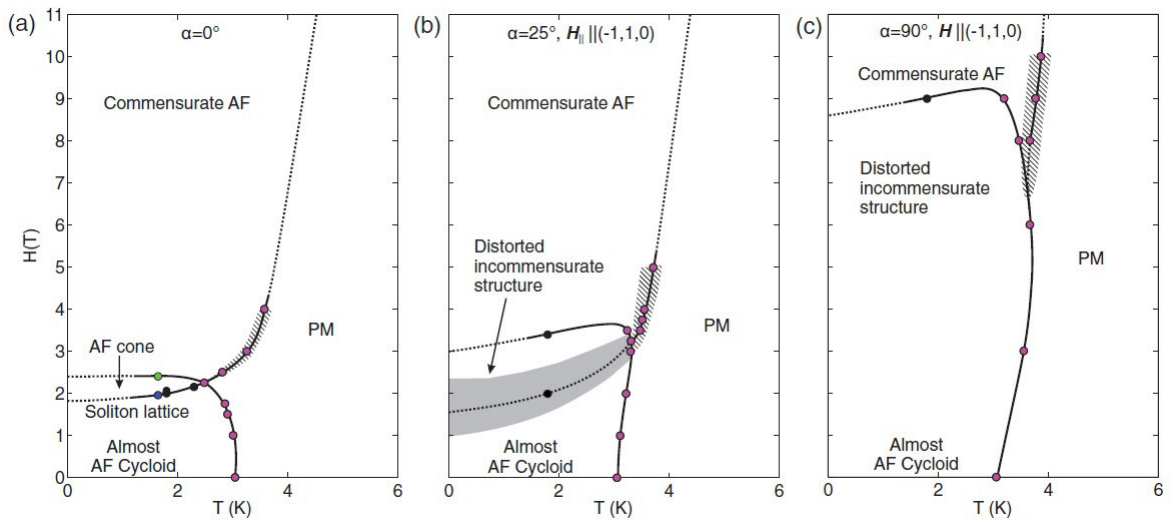 (a)
α=0°
11
10
9
8
7
6
5
4
3
2
1
0
H(T)
Commensurate AF
PM
AF cone
Soliton lattice
Almost
AF Cycloid
0 2 4 6
T (K)
(b)
α=25°, H|| ||(-1,1,0)
Commensurate AF
Distorted
incommensurate
structure
PM
Almost
AF Cycloid
0 2 4 6
T (K)
(c)
α=90°, H ||(-1,1,0)
Commensurate AF
Distorted
incommensurate
structure
PM
Almost
AF Cycloid
0 2 4 6
T (K)